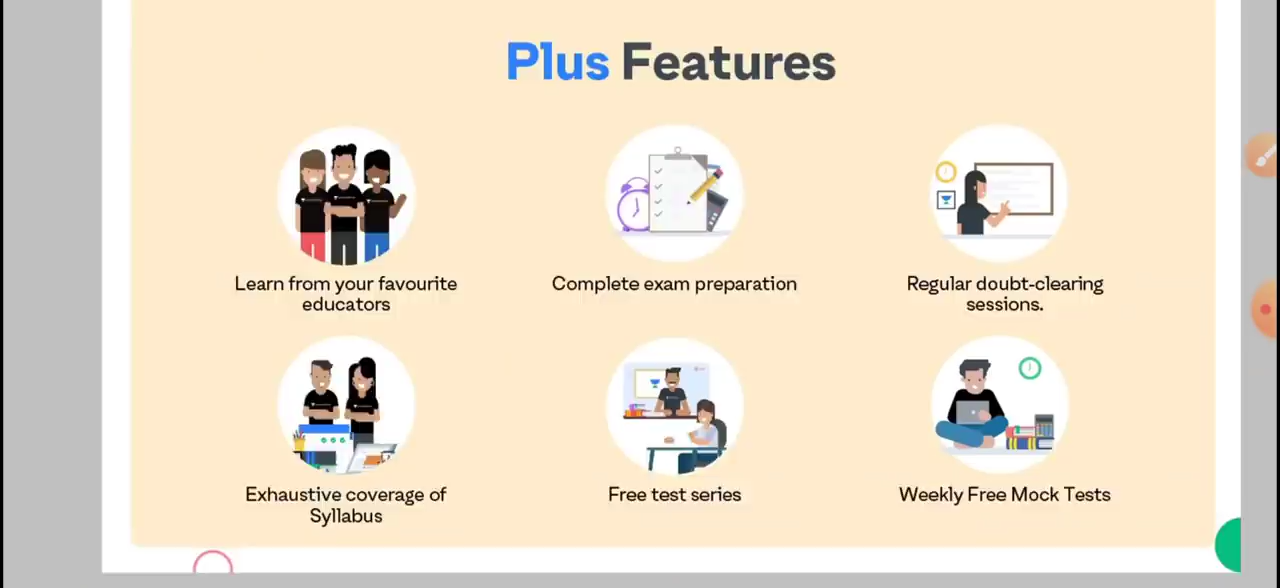 Plus Features
Learn from your favourite
educators
Complete exam preparation
Regular doubt-clearing
sessions.
Exhaustive coverage of
Syllabus
Free test series
Weekly Free Mock Tests